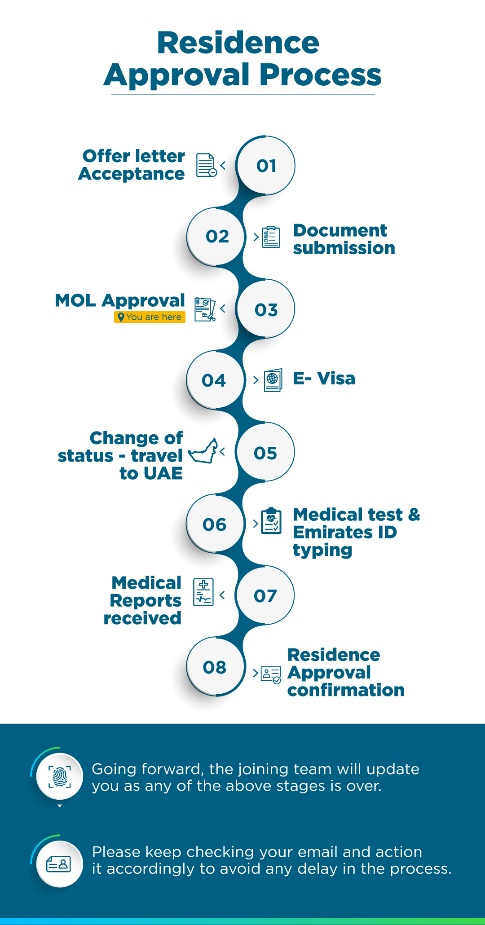 Residence
Approval Process
Offer letter
Acceptance
01
02
Document
submission
MOL Approval
You are here
03
04
E- Visa
Change of
status - travel
to UAE
05
06
Medical test &
Emirates ID
typing
Medical
Reports
received
07
08
Residence
Approval
confirmation
Going forward, the joining team will update
you as any of the above stages is over.
Please keep checking your email and action
it accordingly to avoid any delay in the process.